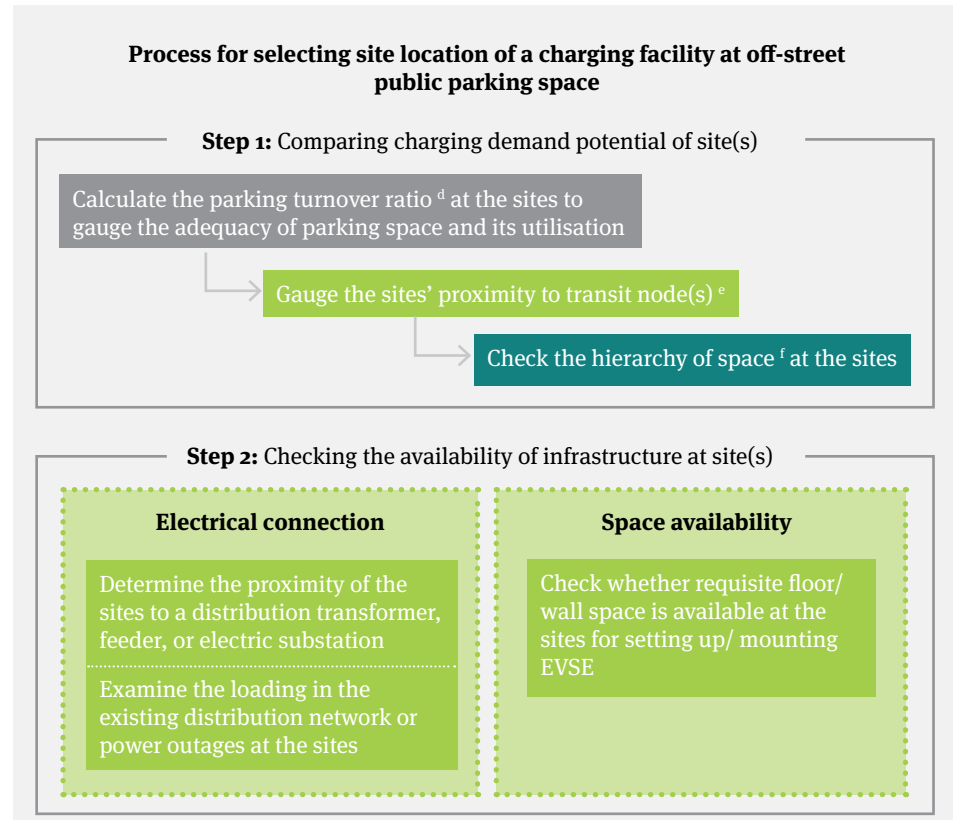 Process for selecting site location of a charging facility at off-street
public parking space
Step 1: Comparing charging demand potential of site(s)
Calculate the parking turnover ratio d at the sites to
gauge the adequacy of parking space and its utilisation
Gauge the sites’ proximity to transit node(s) e
Check the hierarchy of space f at the sites
Step 2: Checking the availability of infrastructure at site(s)
Electrical connection
Determine the proximity of the
sites to a distribution transformer,
feeder, or electric substation
Examine the loading in the
existing distribution network or
power outages at the sites
Space availability
Check whether requisite floor/
wall space is available at the
sites for setting up/ mounting
EVSE